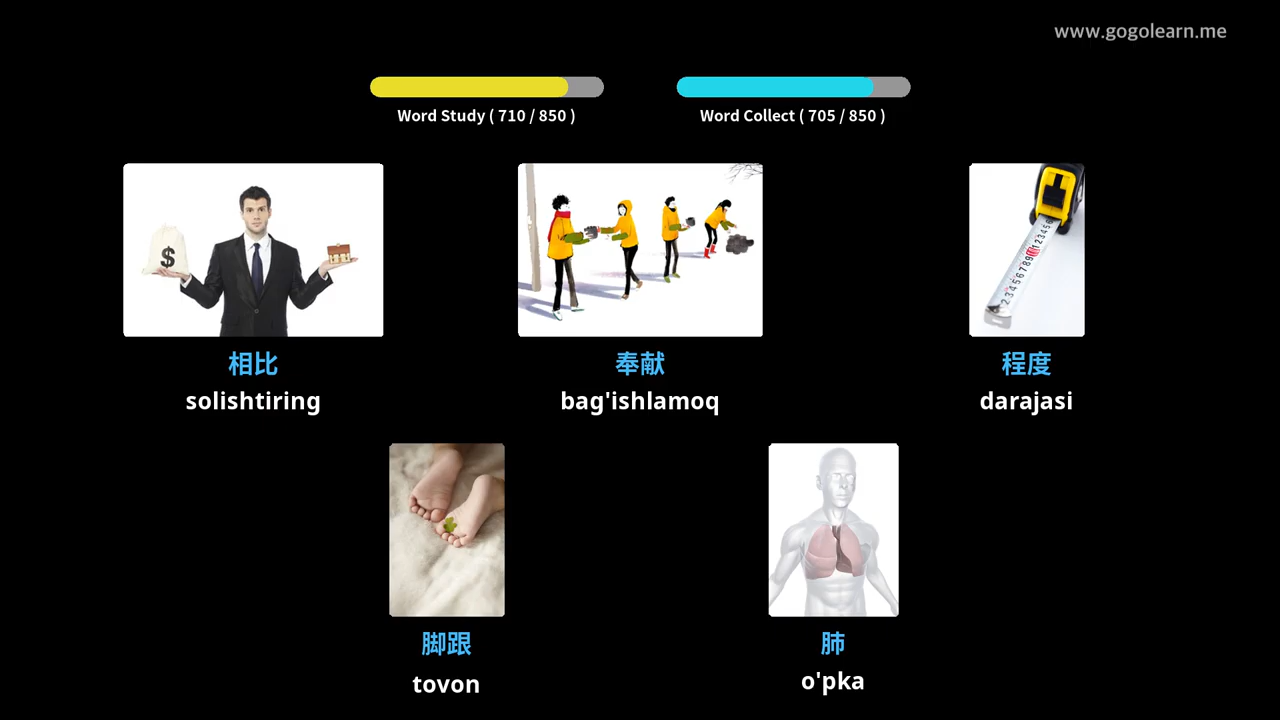 www.gogolearn.me
Word Study ( 710 / 850 )
Word Collect ( 705 / 850 )
$
相比
solishtiring
奉献
bag'ishlamoq
程度
darajasi
脚跟
tovon
肺
o'pka